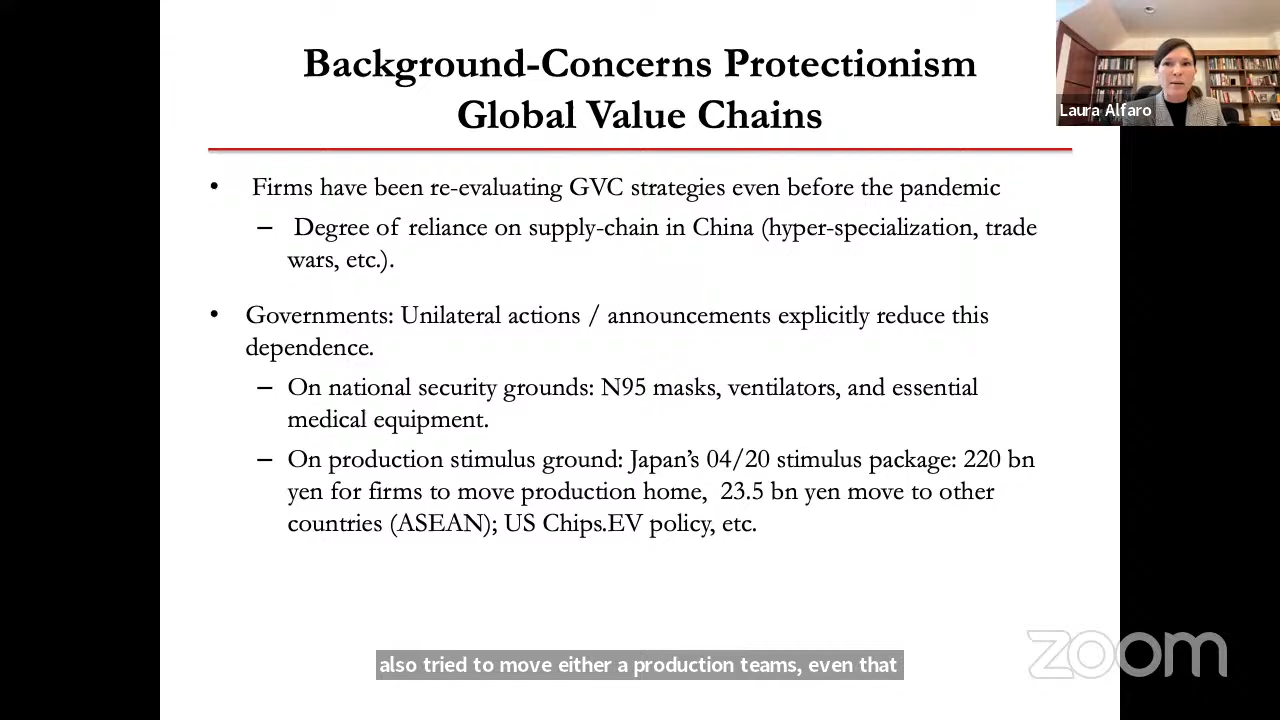 Background-Concerns Protectionism
Global Value Chains
Laura Alfaro
• Firms have been re-evaluating GVC strategies even before the pandemic
– Degree of reliance on supply-chain in China (hyper-specialization, trade
wars, etc.).
• Governments: Unilateral actions / announcements explicitly reduce this
dependence.
– On national security grounds: N95 masks, ventilators, and essential
medical equipment.
– On production stimulus ground: Japan’s 04/20 stimulus package: 220 bn
yen for firms to move production home, 23.5 bn yen move to other
countries (ASEAN); US Chips.EV policy, etc.
also tried to move either a production teams, even that
zoom